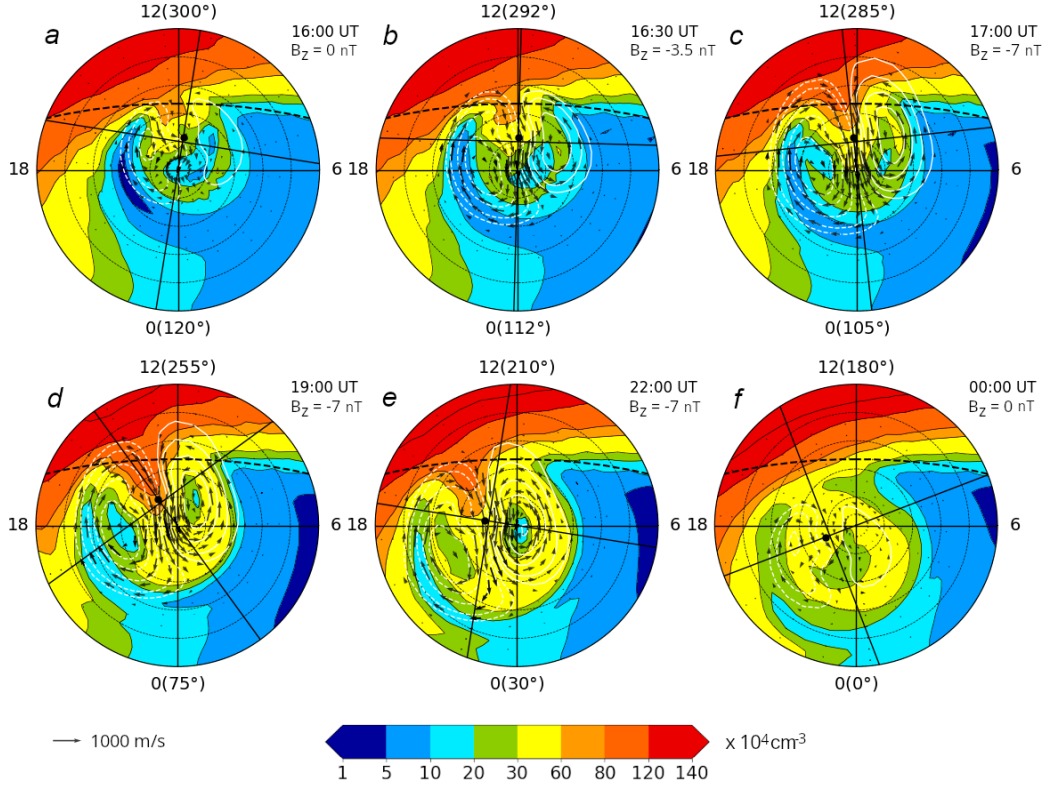 12(300°)
12(292°)
12(285°)
a
16:00 UT
B_Z = 0 nT
b
16:30 UT
B_Z = -3.5 nT
c
17:00 UT
B_Z = -7 nT
18
6
18
6
18
6
0(120°)
0(112°)
0(105°)
12(255°)
12(210°)
12(180°)
d
19:00 UT
B_Z = -7 nT
e
22:00 UT
B_Z = -7 nT
f
00:00 UT
B_Z = 0 nT
18
6
18
6
18
6
0(75°)
0(30°)
0(0°)
1000 m/s
x 10⁴cm⁻³
1 5 10 20 30 60 80 120 140